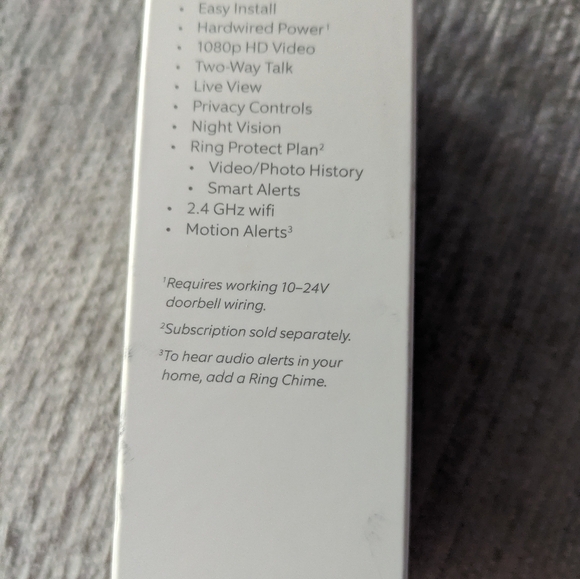 • Easy Install
• Hardwired Power¹
• 1080p HD Video
• Two-Way Talk
• Live View
• Privacy Controls
• Night Vision
• Ring Protect Plan²
• Video/Photo History
• Smart Alerts
• 2.4 GHz wifi
• Motion Alerts³
¹Requires working 10–24V
doorbell wiring.
²Subscription sold separately.
³To hear audio alerts in your
home, add a Ring Chime.